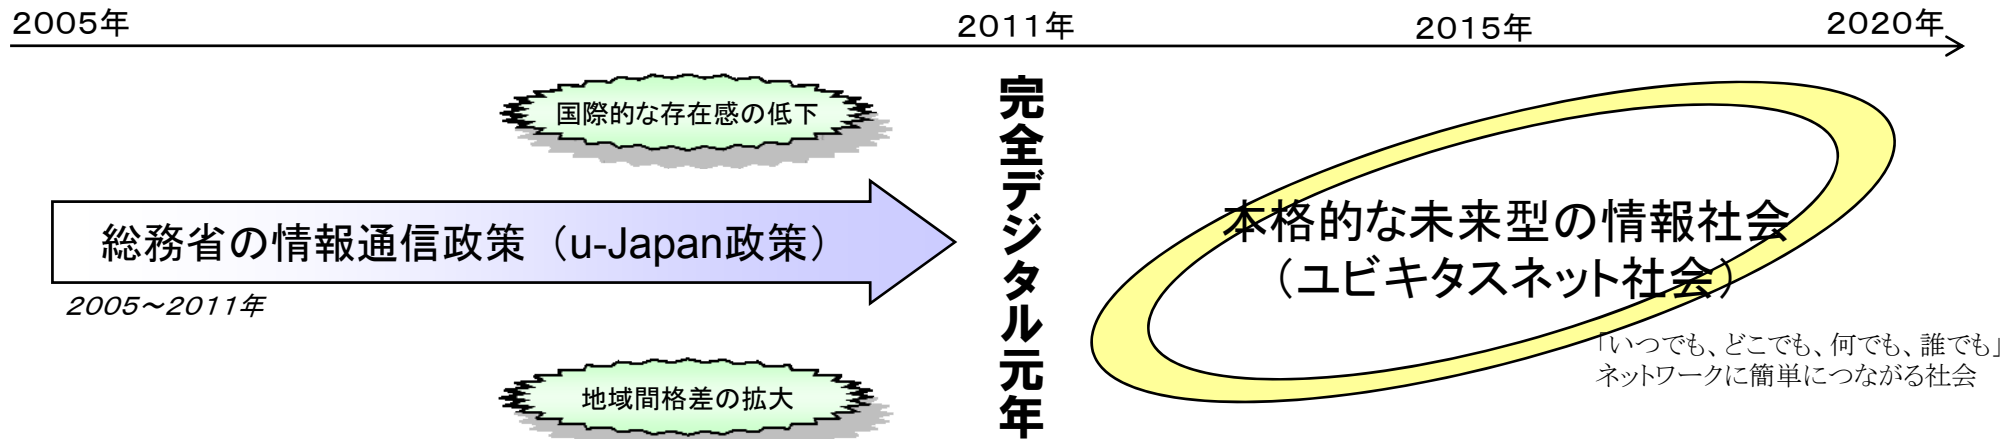 2005年
2011年
2015年
2020年
国際的な存在感の低下
総務省の情報通信政策（u-Japan政策）
2005～2011年
地域間格差の拡大
完全デジタル元年
本格的な未来型の情報社会
（ユビキタスネット社会）
「いつでも、どこでも、何でも、誰でも」
ネットワークに簡単につながる社会